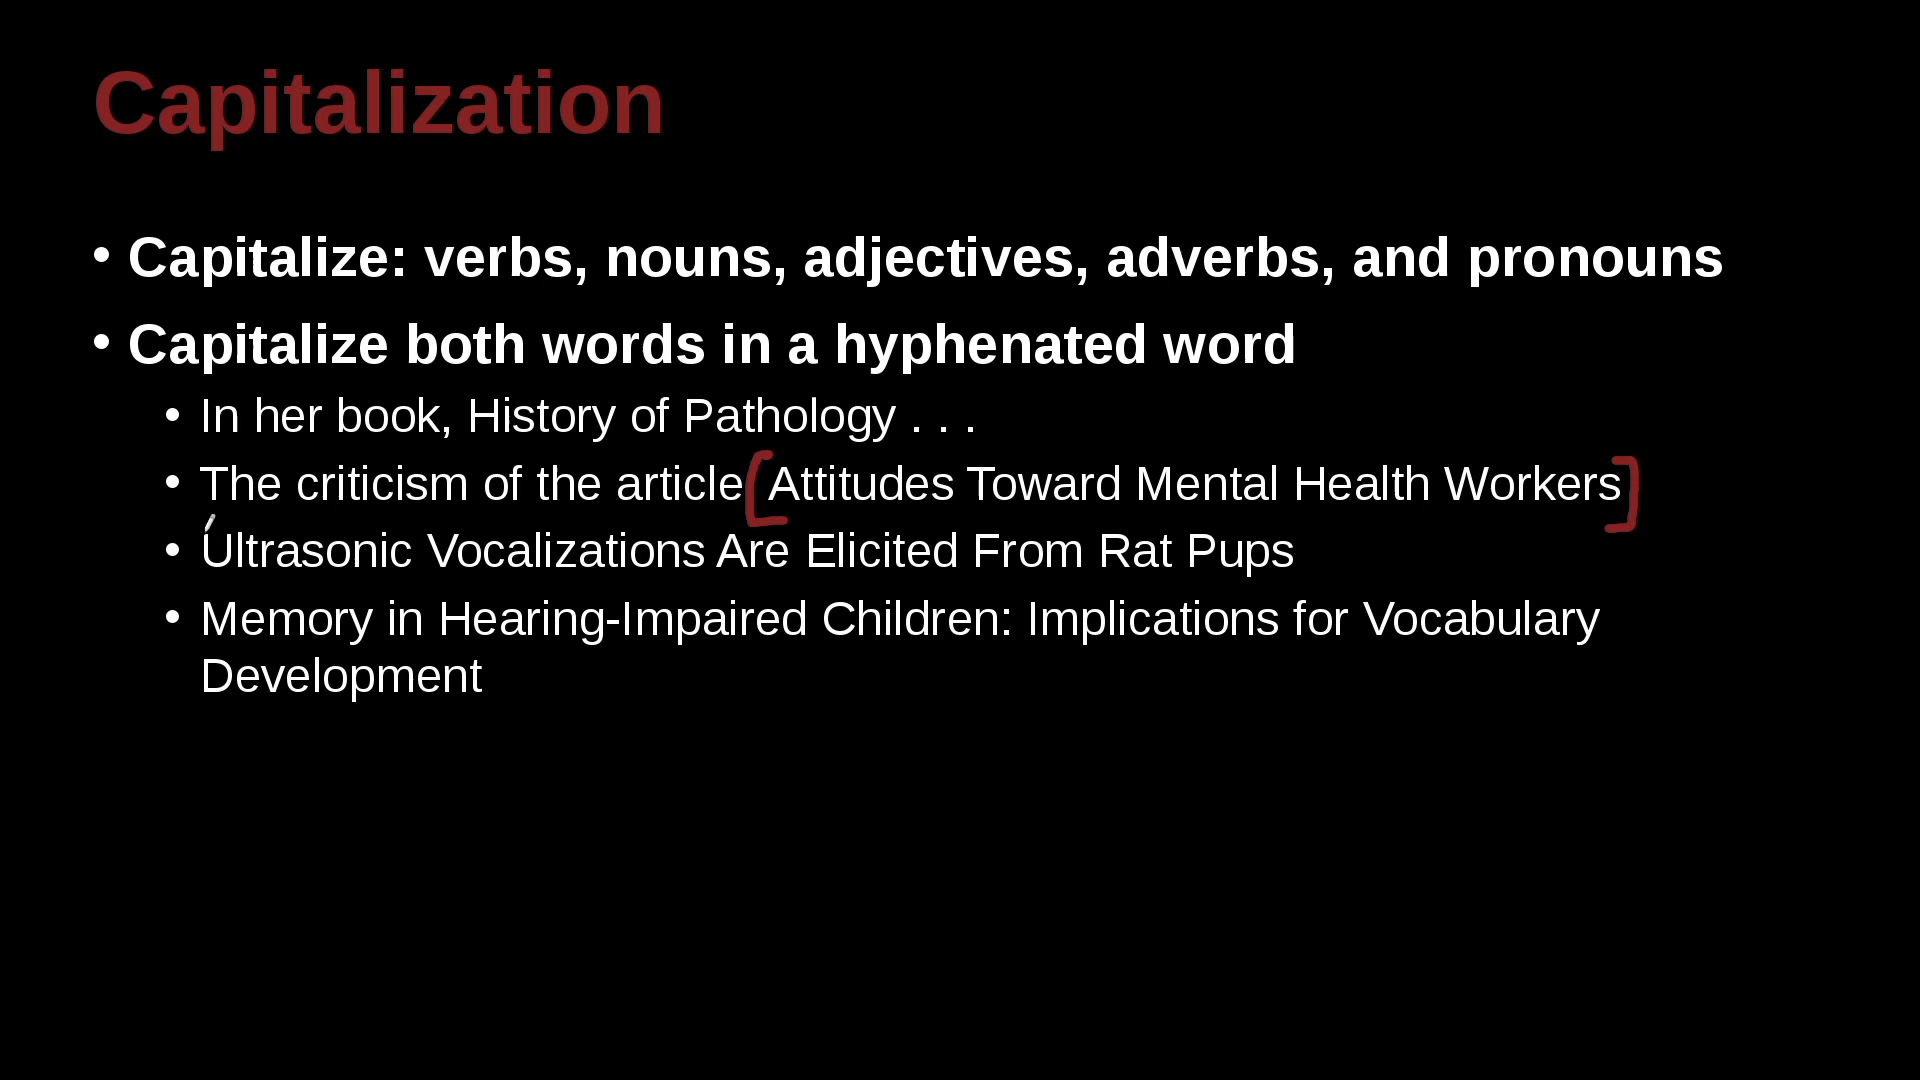 Capitalization
• Capitalize: verbs, nouns, adjectives, adverbs, and pronouns
• Capitalize both words in a hyphenated word
• In her book, History of Pathology . . .
• The criticism of the article [Attitudes Toward Mental Health Workers]
• Ultrasonic Vocalizations Are Elicited From Rat Pups
• Memory in Hearing-Impaired Children: Implications for Vocabulary
Development